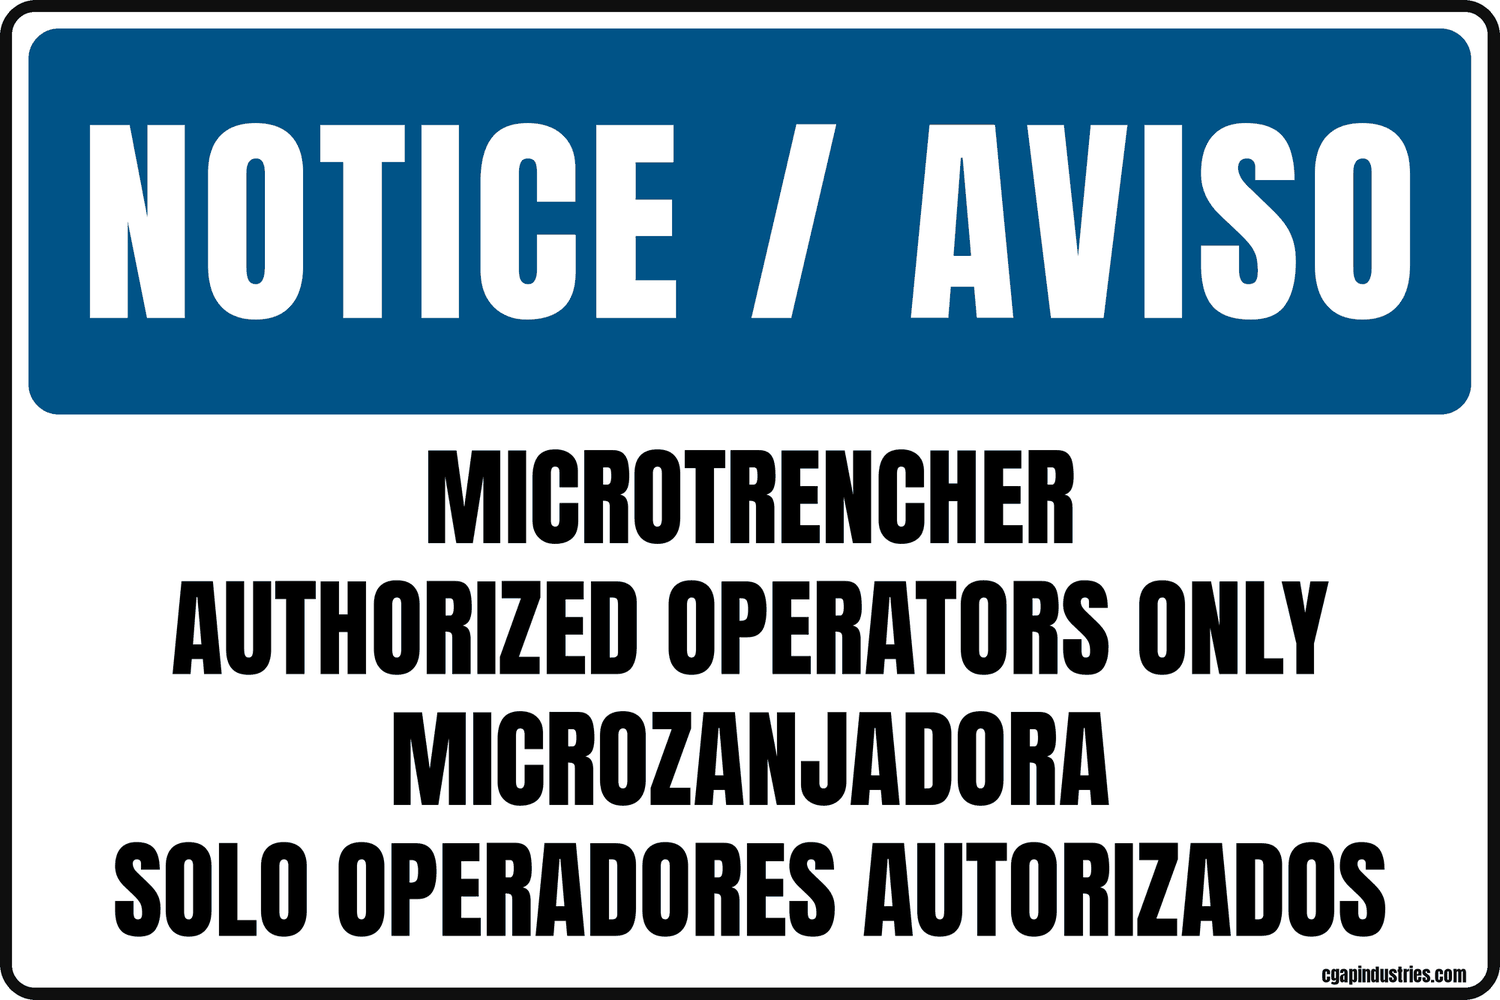 NOTICE / AVISO
MICROTRENCHER
AUTHORIZED OPERATORS ONLY
MICROZANJADORA
SOLO OPERADORES AUTORIZADOS
cgapindustries.com